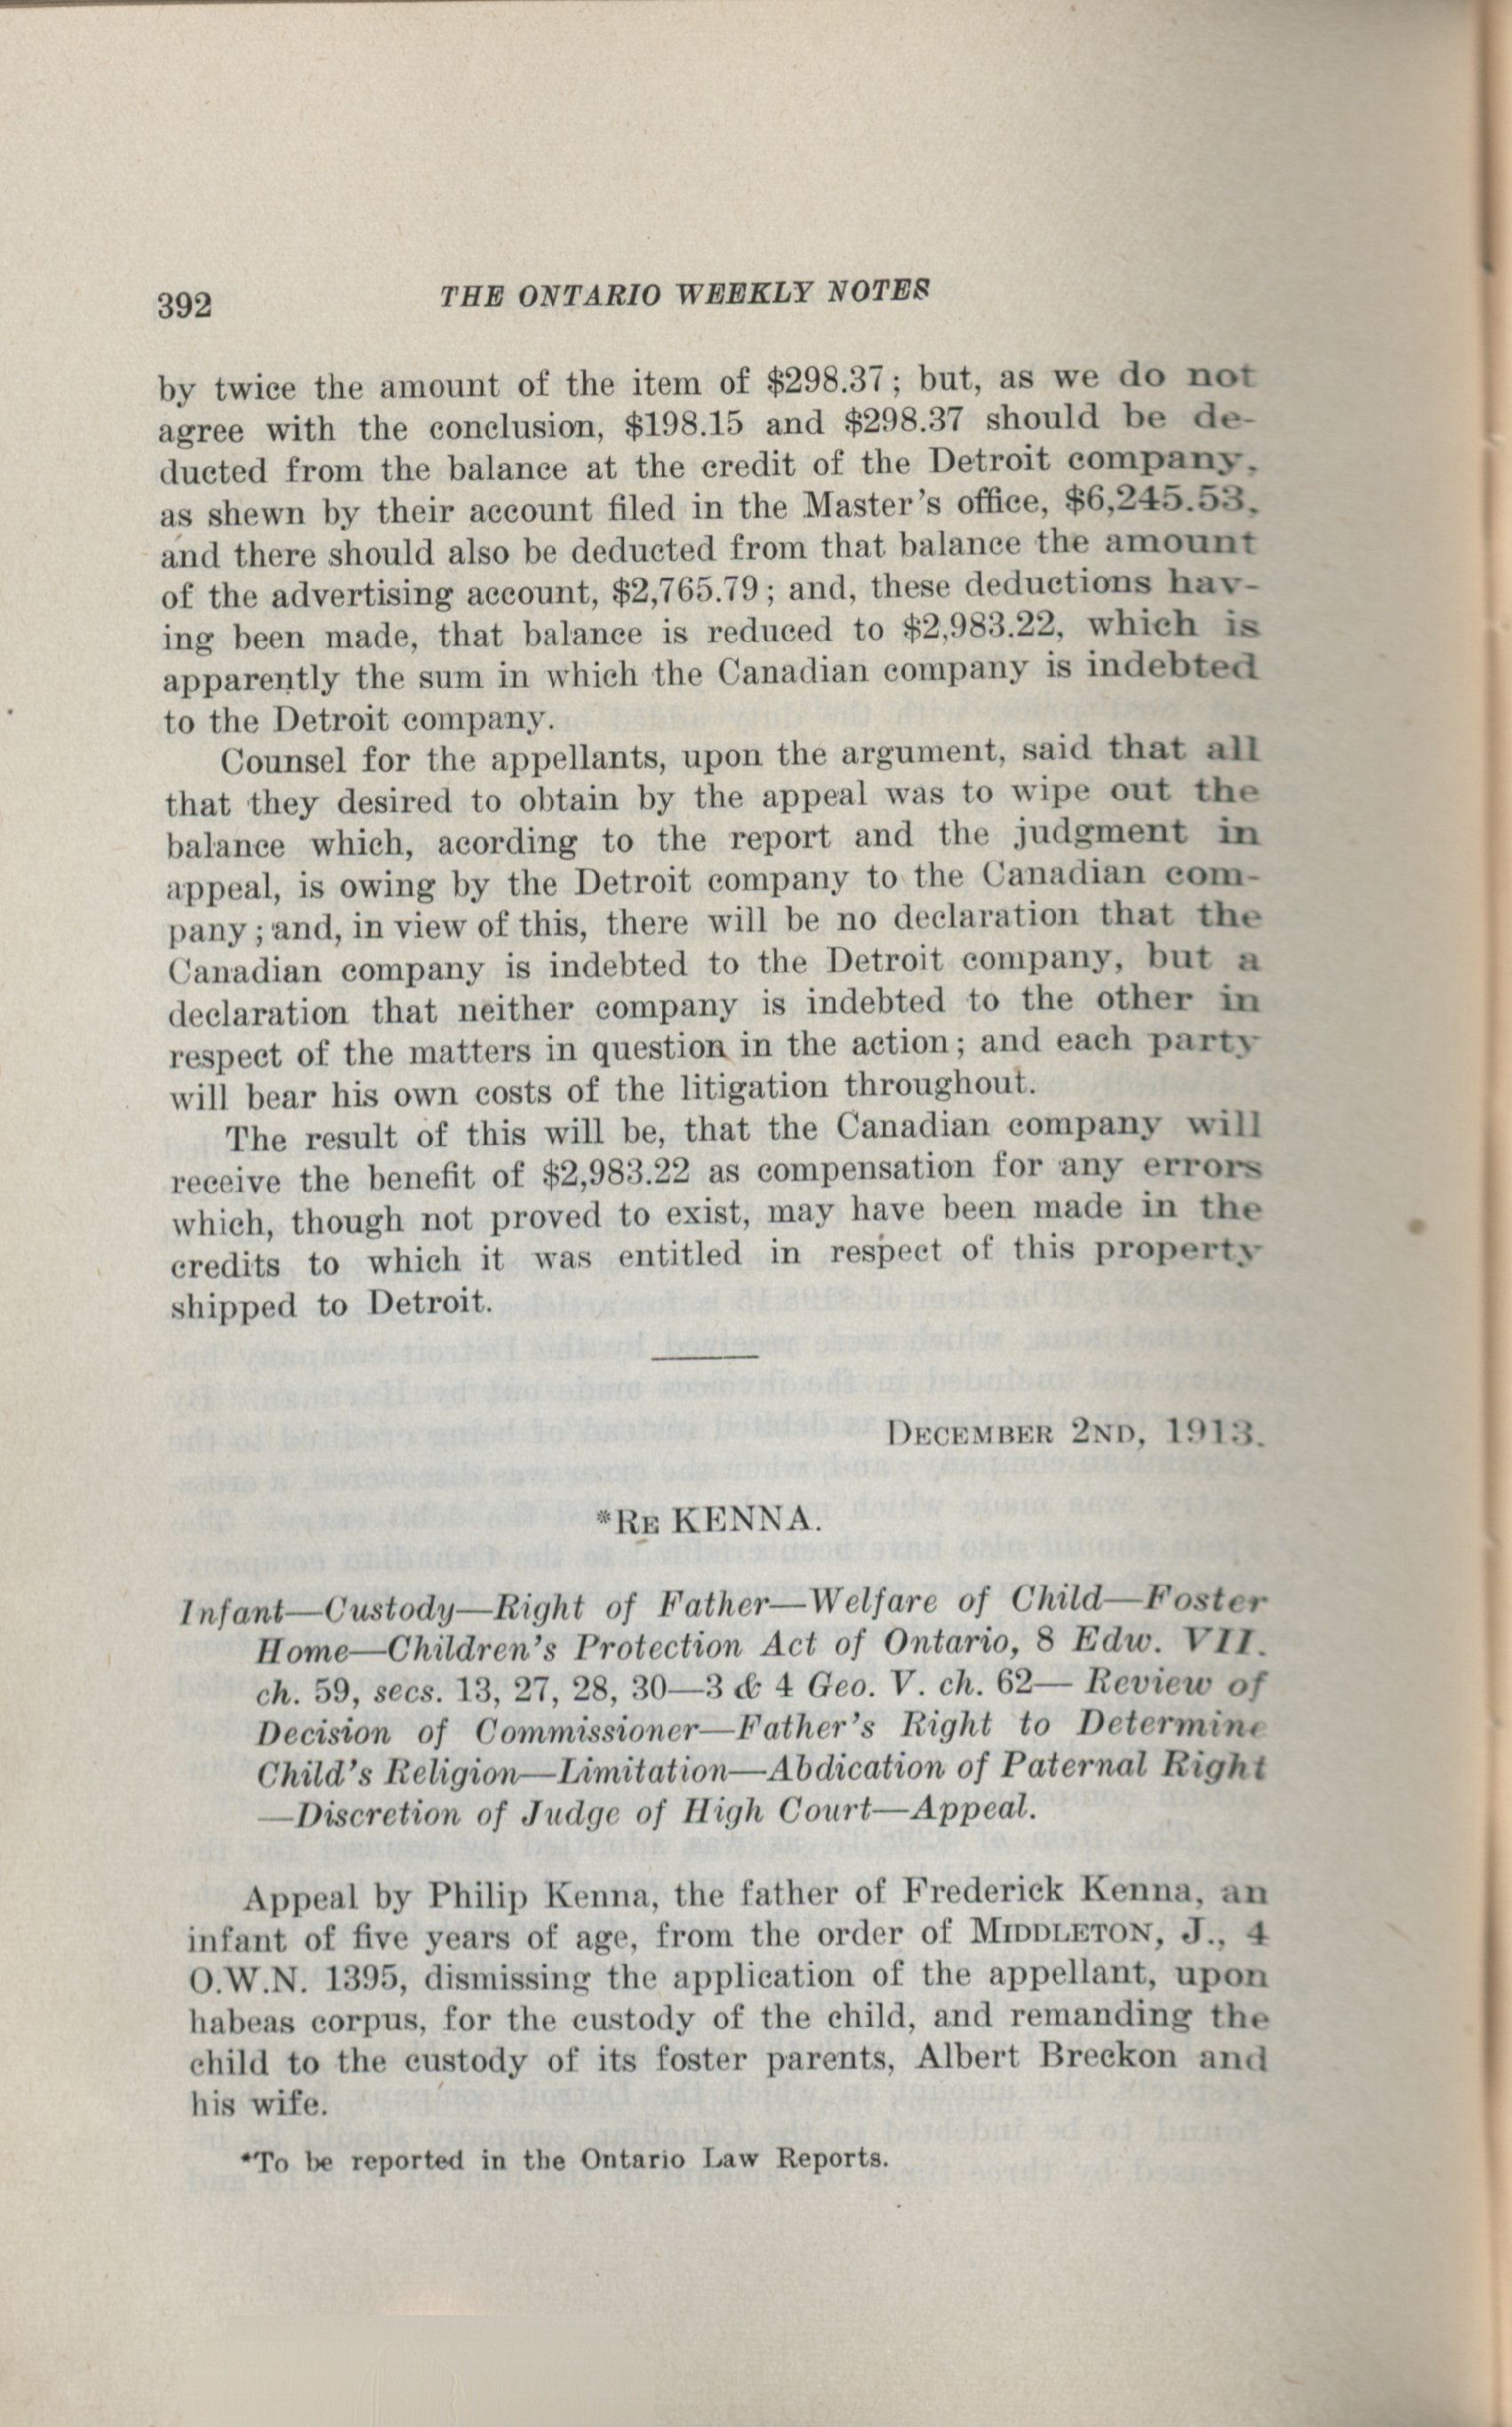 392
THE ONTARIO WEEKLY NOTES
by twice the amount of the item of $298.37; but, as we do not
agree with the conclusion, $198.15 and $298.37 should be de-
ducted from the balance at the credit of the Detroit company,
as shewn by their account filed in the Master's office, $6,245.53,
and there should also be deducted from that balance the amount
of the advertising account, $2,765.79; and, these deductions hav-
ing been made, that balance is reduced to $2,983.22, which is
apparently the sum in which the Canadian company is indebted
to the Detroit company.
Counsel for the appellants, upon the argument, said that all
that they desired to obtain by the appeal was to wipe out the
balance which, acording to the report and the judgment in
appeal, is owing by the Detroit company to the Canadian com-
pany; and, in view of this, there will be no declaration that the
Canadian company is indebted to the Detroit company, but a
declaration that neither company is indebted to the other in
respect of the matters in question in the action; and each party
will bear his own costs of the litigation throughout.
The result of this will be, that the Canadian company will
receive the benefit of $2,983.22 as compensation for any errors
which, though not proved to exist, may have been made in the
credits to which it was entitled in respect of this property
shipped to Detroit.
DECEMBER 2ND, 1913.
*RE KENNA.
Infant—Custody—Right of Father—Welfare of Child—Foster
Home—Children's Protection Act of Ontario, 8 Edw. VII.
ch. 59, secs. 13, 27, 28, 30—3 & 4 Geo. V. ch. 62— Review of
Decision of Commissioner—Father's Right to Determine
Child's Religion—Limitation—Abdication of Paternal Right
—Discretion of Judge of High Court—Appeal.
Appeal by Philip Kenna, the father of Frederick Kenna, an
infant of five years of age, from the order of MIDDLETON, J., 4
O.W.N. 1395, dismissing the application of the appellant, upon
habeas corpus, for the custody of the child, and remanding the
child to the custody of its foster parents, Albert Breckon and
his wife.
*To be reported in the Ontario Law Reports.